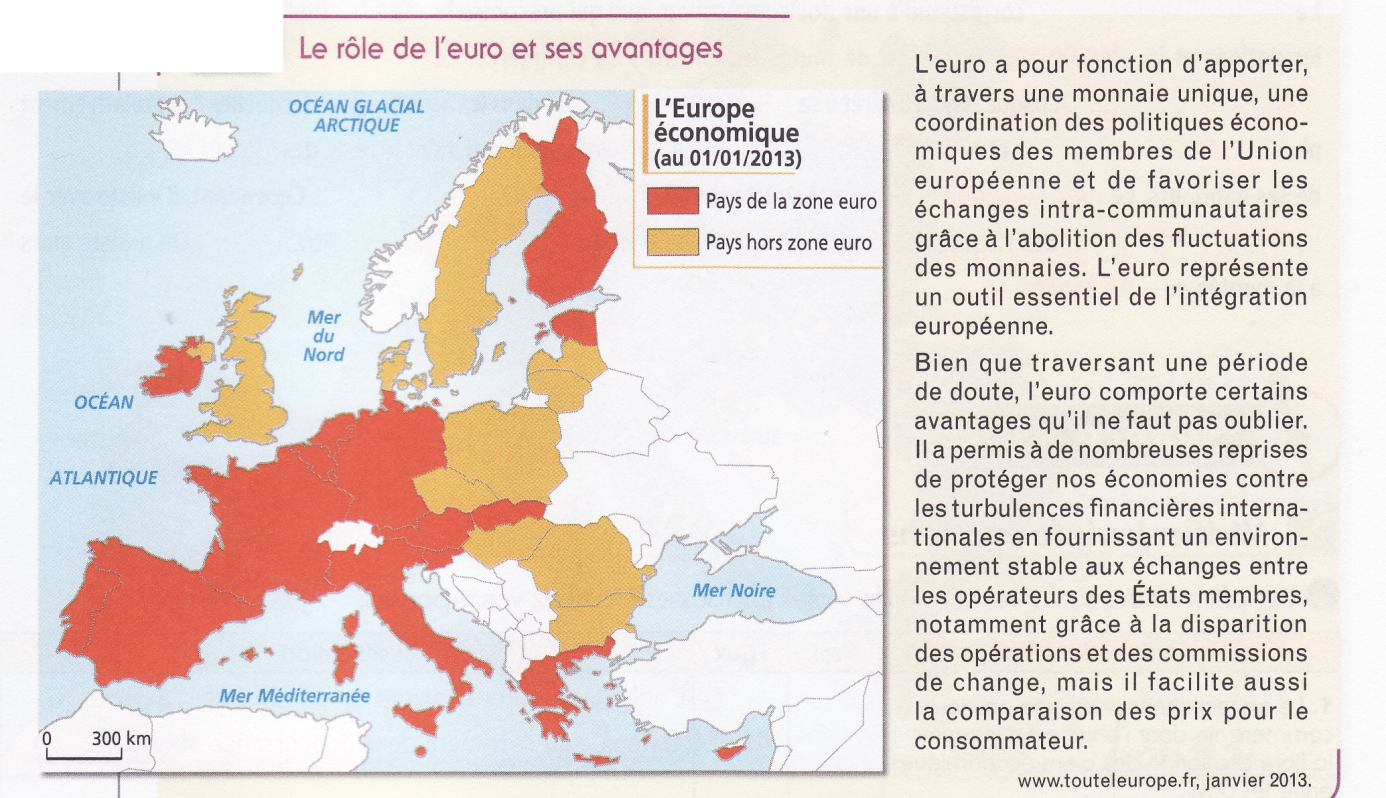 Le rôle de l'euro et ses avantages
OCÉAN GLACIAL
ARCTIQUE
L'Europe
économique
(au 01/01/2013)
Pays de la zone euro
Pays hors zone euro
Mer
du
Nord
OCÉAN
ATLANTIQUE
Mer Noire
Mer Méditerranée
0 300 km
L'euro a pour fonction d'apporter,
à travers une monnaie unique, une
coordination des politiques écono-
miques des membres de l'Union
européenne et de favoriser les
échanges intra-communautaires
grâce à l'abolition des fluctuations
des monnaies. L'euro représente
un outil essentiel de l'intégration
européenne.
Bien que traversant une période
de doute, l'euro comporte certains
avantages qu'il ne faut pas oublier.
Il a permis à de nombreuses reprises
de protéger nos économies contre
les turbulences financières interna-
tionales en fournissant un environ-
nement stable aux échanges entre
les opérateurs des États membres,
notamment grâce à la disparition
des opérations et des commissions
de change, mais il facilite aussi
la comparaison des prix pour le
consommateur.
www.touteleurope.fr, janvier 2013.